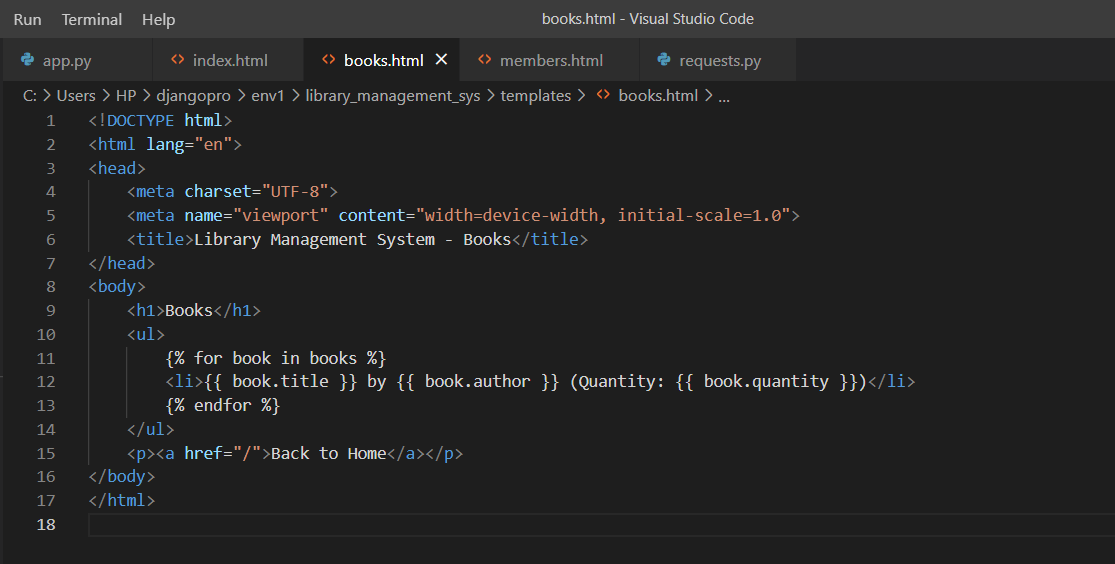 Run Terminal Help books.html - Visual Studio Code
app.py index.html books.html members.html requests.py
C: > Users > HP > djangopro > env1 > library_management_sys > templates > books.html > ...
1 <!DOCTYPE html>
2 <html lang="en">
3 <head>
4     <meta charset="UTF-8">
5     <meta name="viewport" content="width=device-width, initial-scale=1.0">
6     <title>Library Management System - Books</title>
7 </head>
8 <body>
9     <h1>Books</h1>
10     <ul>
11         {% for book in books %}
12         <li>{{ book.title }} by {{ book.author }} (Quantity: {{ book.quantity }})</li>
13         {% endfor %}
14     </ul>
15     <p><a href="/">Back to Home</a></p>
16 </body>
17 </html>
18